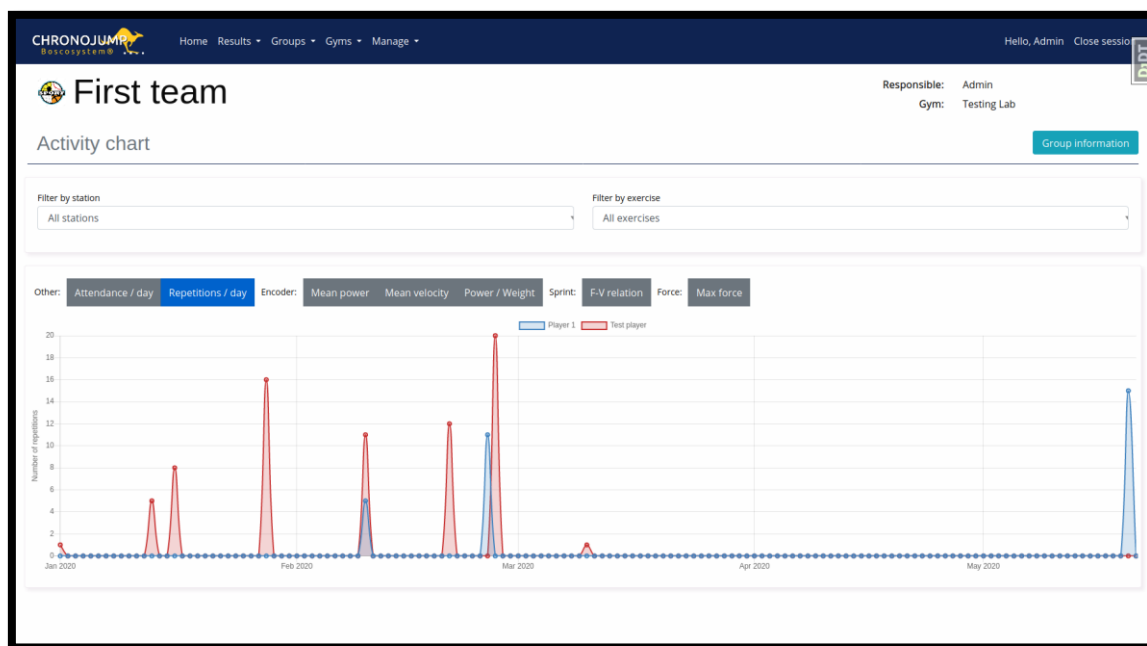 CHRONOJUMP
Boscosystem®
Home Results Groups Gyms Manage
Hello, Admin Close session
DjDT
First team
Responsible: Admin
Gym: Testing Lab
Activity chart
Group information
Filter by station
All stations
Filter by exercise
All exercises
Other: Attendance / day Repetitions / day Encoder: Mean power Mean velocity Power / Weight Sprint: F-V relation Force: Max force
Player 1 Test player
Number of repetitions
20
18
16
14
12
10
8
6
4
2
0
Jan 2020 Feb 2020 Mar 2020 Apr 2020 May 2020